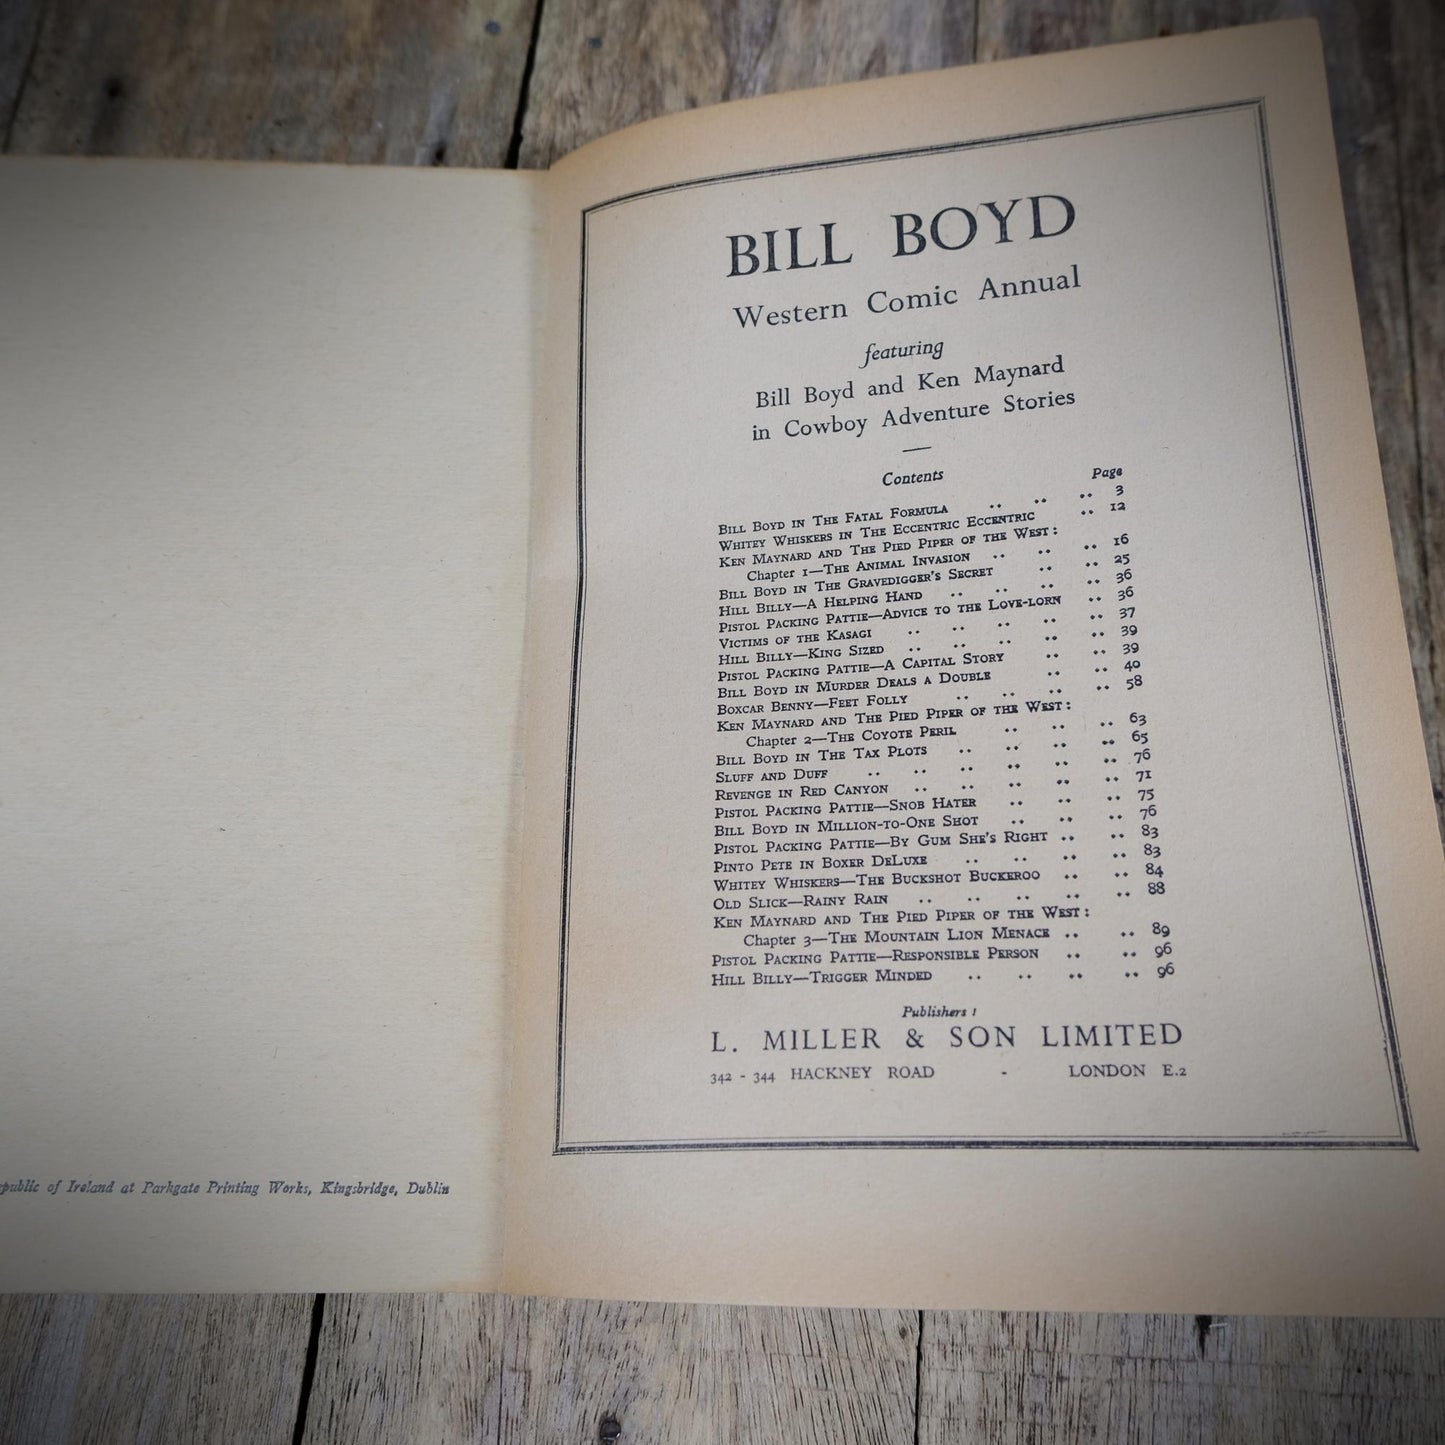 BILL BOYD
Western Comic Annual
featuring
Bill Boyd and Ken Maynard
in Cowboy Adventure Stories
Contents Page
BILL BOYD IN THE FATAL FORMULA .. .. .. 3
WHITEY WHISKERS IN THE ECCENTRIC ECCENTRIC .. 12
KEN MAYNARD AND THE PIED PIPER OF THE WEST:
Chapter 1—THE ANIMAL INVASION .. .. .. 16
BILL BOYD IN THE GRAVEDIGGER'S SECRET .. .. 25
HILL BILLY—A HELPING HAND .. .. .. .. 36
PISTOL PACKING PATTIE—ADVICE TO THE LOVE-LORN .. 36
VICTIMS OF THE KASAGI .. .. .. .. .. 37
HILL BILLY—KING SIZED .. .. .. .. .. 39
PISTOL PACKING PATTIE—A CAPITAL STORY .. .. 39
BILL BOYD IN MURDER DEALS A DOUBLE .. .. 40
BOXCAR BENNY—FEET FOLLY .. .. .. .. 58
KEN MAYNARD AND THE PIED PIPER OF THE WEST:
Chapter 2—THE COYOTE PERIL .. .. .. 63
BILL BOYD IN THE TAX PLOTS .. .. .. .. 65
SLUFF AND DUFF .. .. .. .. .. .. 76
REVENGE IN RED CANYON .. .. .. .. .. 71
PISTOL PACKING PATTIE—SNOB HATER .. .. .. 75
BILL BOYD IN MILLION-TO-ONE SHOT .. .. .. 76
PISTOL PACKING PATTIE—BY GUM SHE'S RIGHT .. .. 83
PINTO PETE IN BOXER DELUXE .. .. .. .. 83
WHITEY WHISKERS—THE BUCKSHOT BUCKEROO .. .. 84
OLD SLICK—RAINY RAIN .. .. .. .. .. 88
KEN MAYNARD AND THE PIED PIPER OF THE WEST:
Chapter 3—THE MOUNTAIN LION MENACE .. .. 89
PISTOL PACKING PATTIE—RESPONSIBLE PERSON .. .. 96
HILL BILLY—TRIGGER MINDED .. .. .. .. 96
Publishers:
L. MILLER & SON LIMITED
342 - 344 HACKNEY ROAD - LONDON E.2
public of Ireland at Parkgate Printing Works, Kingsbridge, Dublin